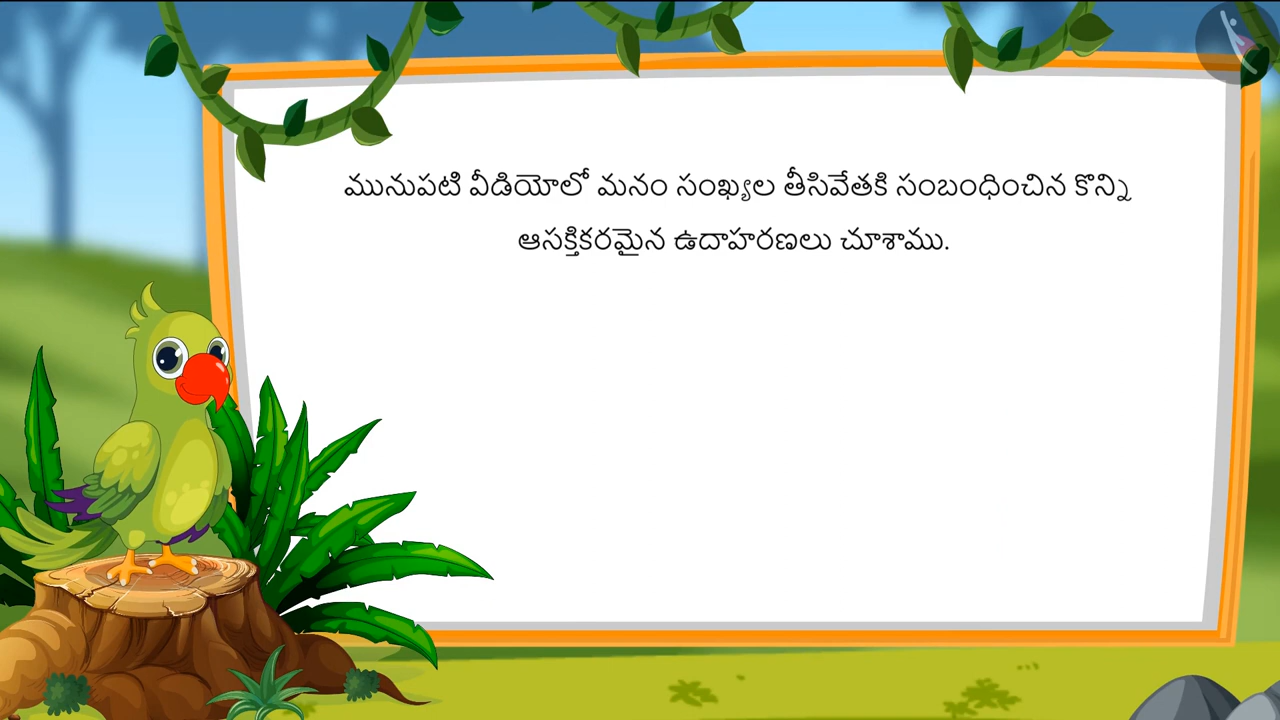 మునుపటి వీడియోలో మనం సంఖ్యల తీసివేతకి సంబంధించిన కొన్ని
ఆసక్తికరమైన ఉదాహరణలు చూశాము.